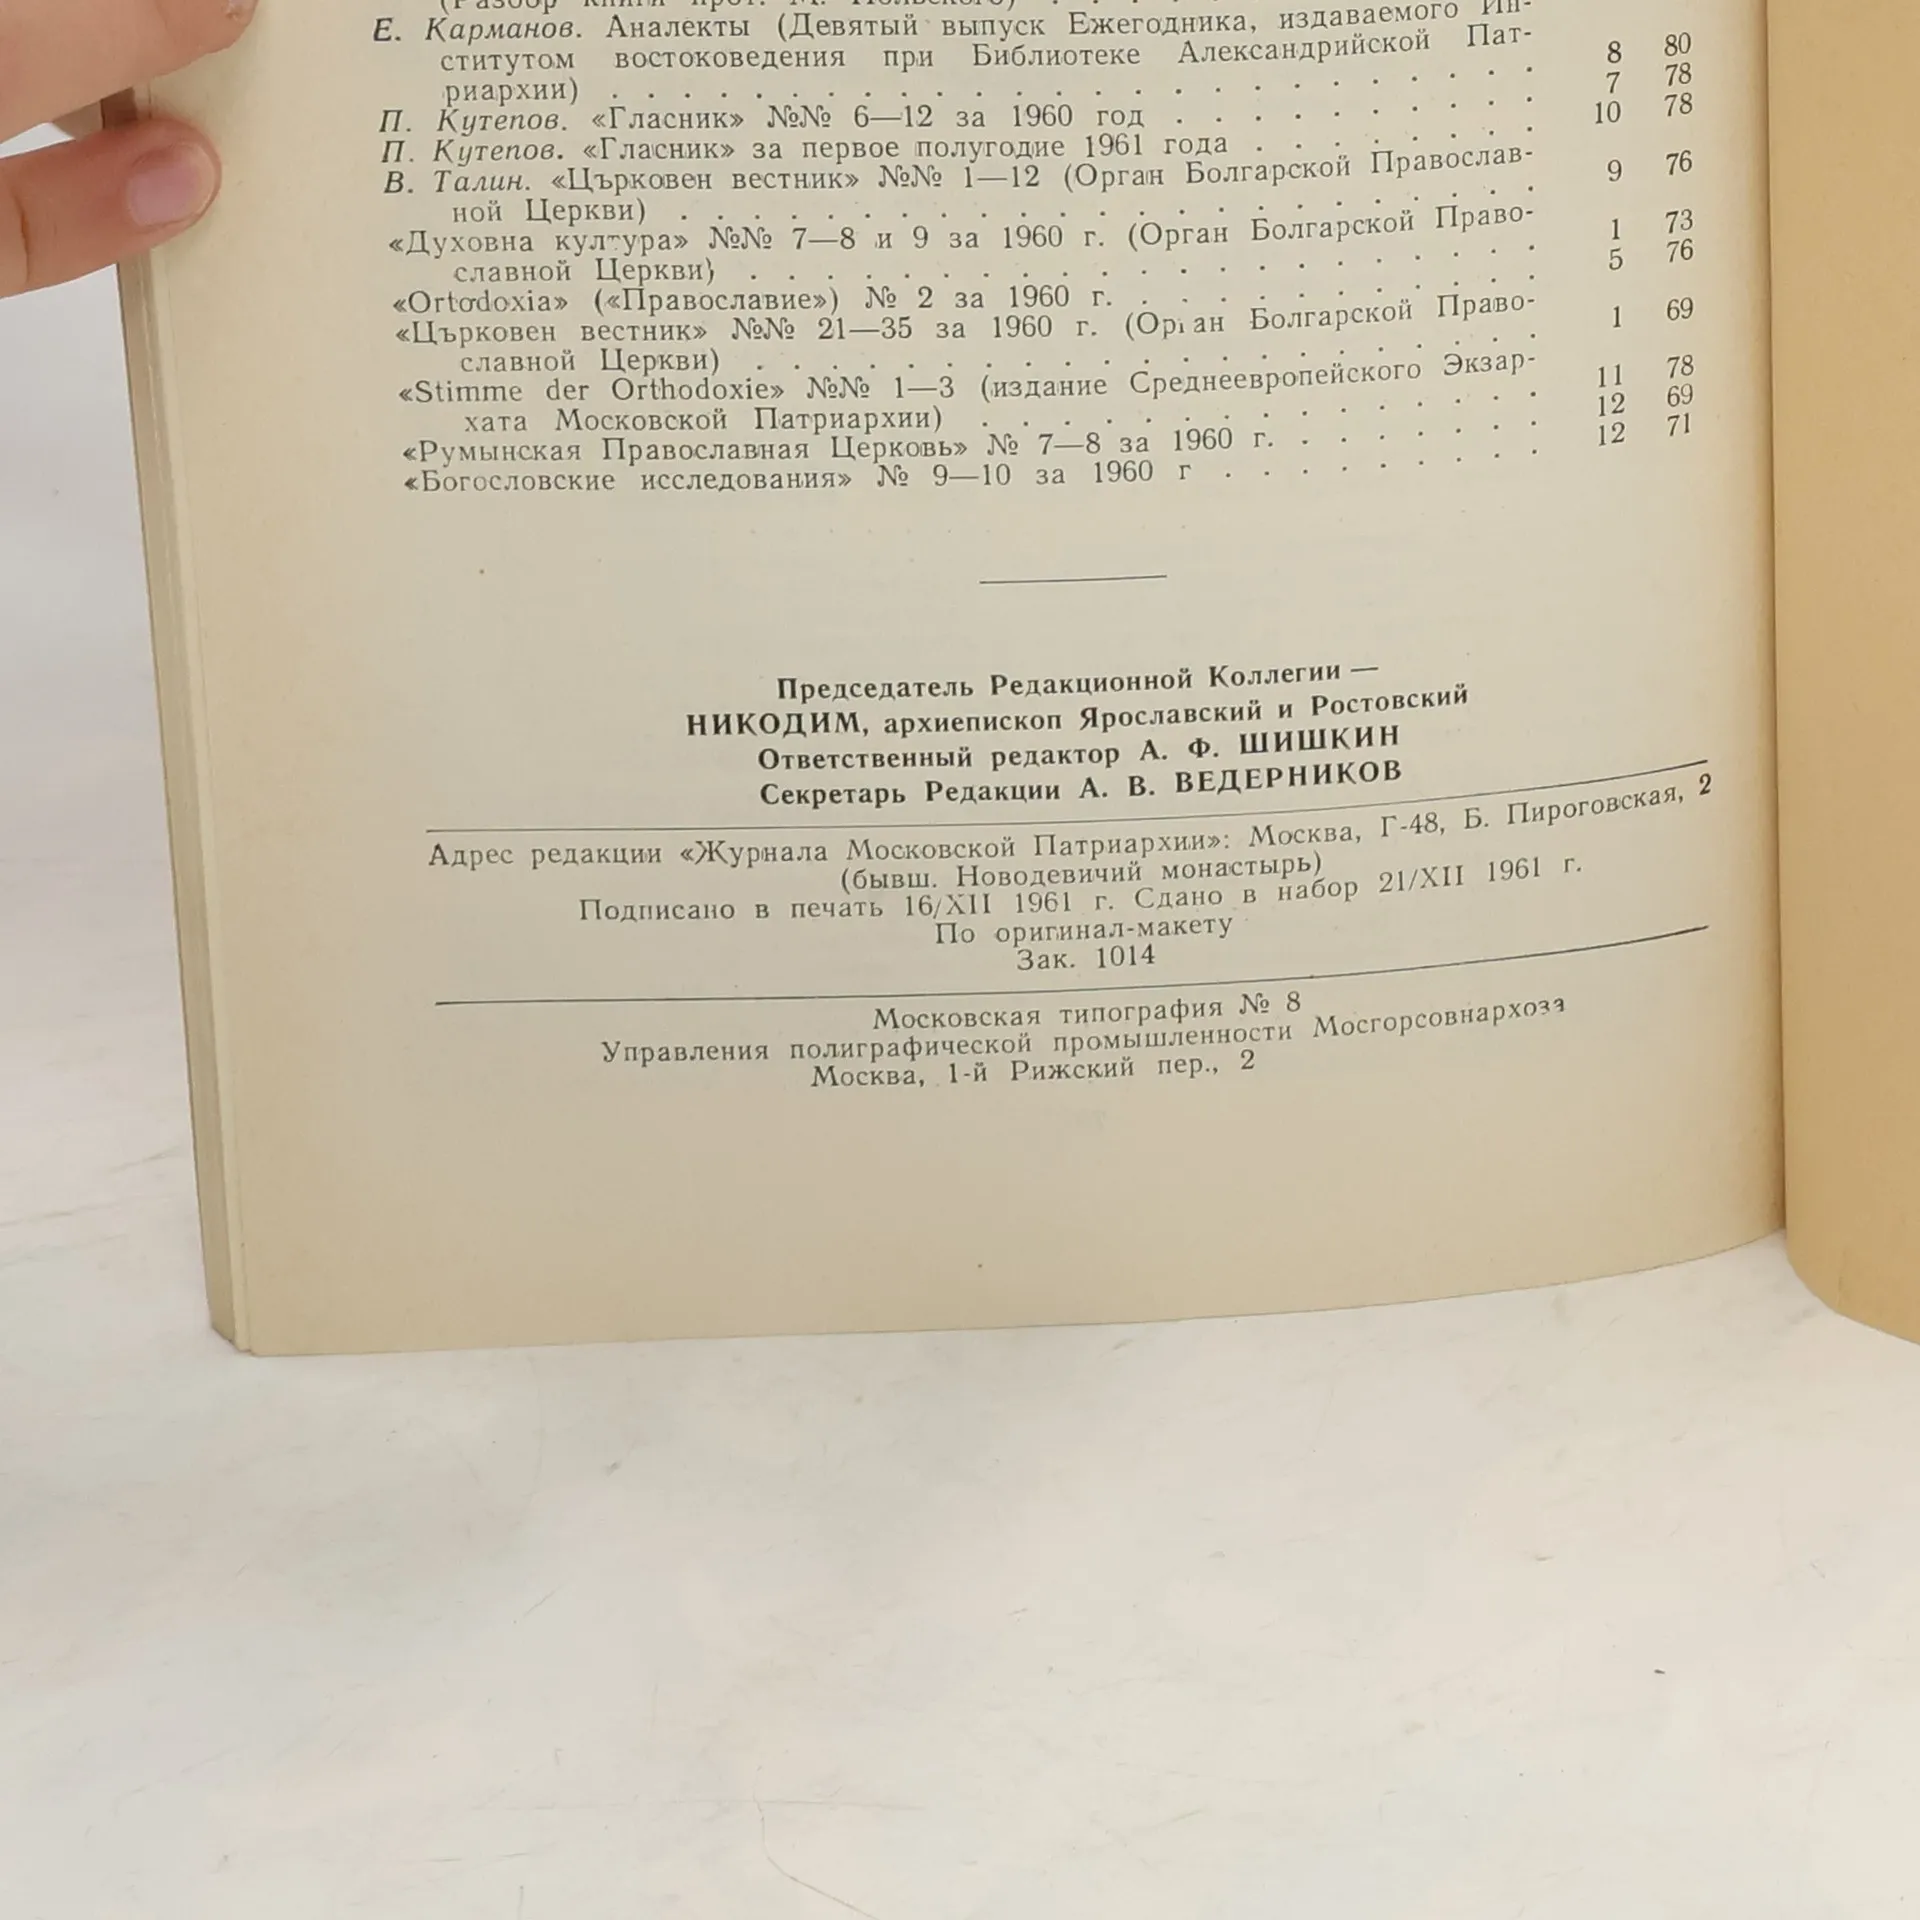 (Разбор книги прот. М. Польского)
Е. Карманов. Аналекты (Девятый выпуск Ежегодника, издаваемого Ин-
ститутом востоковедения при Библиотеке Александрийской Пат-
риархии) . . . . . . . . . . . . . . . . . . . . 8 80
П. Кутепов. «Гласник» №№ 6—12 за 1960 год . . . . . . . . . 7 78
П. Кутепов. «Гласник» за первое полугодие 1961 года . . . . . . . 10 78
В. Талин. «Църковен вестник» №№ 1—12 (Орган Болгарской Православ-
ной Церкви) . . . . . . . . . . . . . . . . . . 9 76
«Духовна култура» №№ 7—8 и 9 за 1960 г. (Орган Болгарской Право-
славной Церкви) . . . . . . . . . . . . . . . . 1 73
«Ortodoxia» («Православие») № 2 за 1960 г. . . . . . . . . . . 5 76
«Църковен вестник» №№ 21—35 за 1960 г. (Орган Болгарской Право-
славной Церкви) . . . . . . . . . . . . . . . . 1 69
«Stimme der Orthodoxie» №№ 1—3 (издание Среднеевропейского Экзар-
хата Московской Патриархии) . . . . . . . . . . . . 11 78
«Румынская Православная Церковь» № 7—8 за 1960 г. . . . . . . . 12 69
«Богословские исследования» № 9—10 за 1960 г . . . . . . . . . 12 71
Председатель Редакционной Коллегии —
НИКОДИМ, архиепископ Ярославский и Ростовский
Ответственный редактор А. Ф. ШИШКИН
Секретарь Редакции А. В. ВЕДЕРНИКОВ
Адрес редакции «Журнала Московской Патриархии»: Москва, Г-48, Б. Пироговская, 2
(бывш. Новодевичий монастырь)
Подписано в печать 16/XII 1961 г. Сдано в набор 21/XII 1961 г.
По оригинал-макету
Зак. 1014
Московская типография № 8
Управления полиграфической промышленности Мосгорсовнархоза
Москва, 1-й Рижский пер., 2